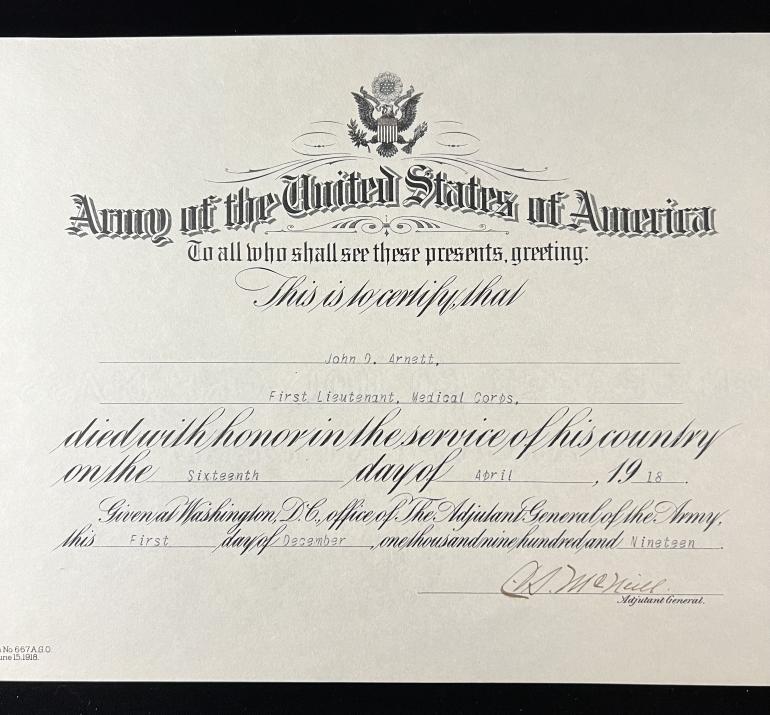 Army of the United States of America
To all who shall see these presents, greeting:
This is to certify, that
John D. Arnett,
First Lieutenant, Medical Corps,
died with honor in the service of his country
on the Sixteenth day of April, 1918.
Given at Washington, D.C., office of The Adjutant General of the Army,
this First day of December, one thousand nine hundred and Nineteen.
Adjutant General.
No 667 A.G.O.
June 15, 1918.